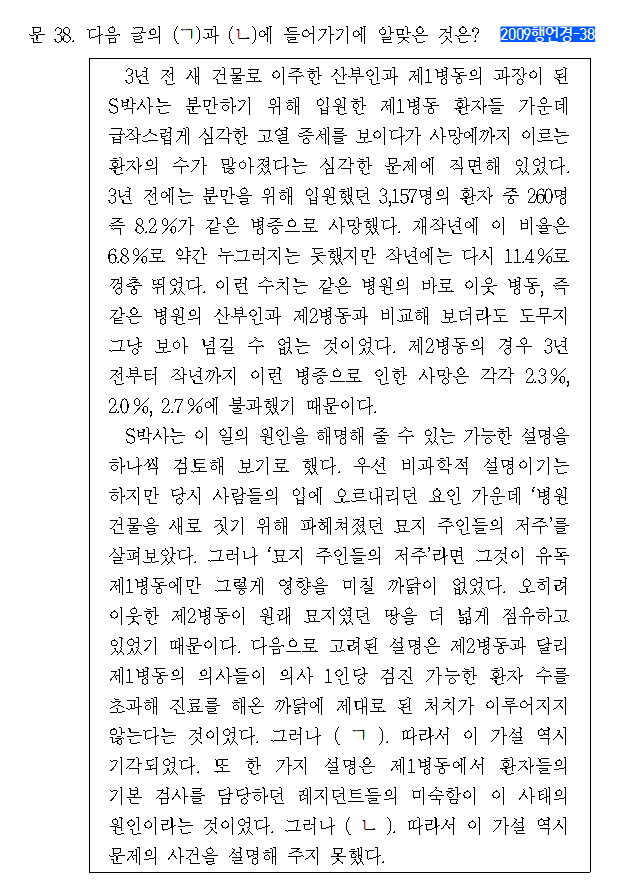 문 38. 다음 글의 (ㄱ)과 (ㄴ)에 들어가기에 알맞은 것은? 2009행언경-38
3년 전 새 건물로 이주한 산부인과 제1병동의 과장이 된
S박사는 분만하기 위해 입원한 제1병동 환자들 가운데
급작스럽게 심각한 고열 증세를 보이다가 사망에까지 이르는
환자의 수가 많아졌다는 심각한 문제에 직면해 있었다.
3년 전에는 분만을 위해 입원했던 3,157명의 환자 중 260명
즉 8.2%가 같은 병증으로 사망했다. 재작년에 이 비율은
6.8%로 약간 누그러지는 듯했지만 작년에는 다시 11.4%로
껑충 뛰었다. 이런 수치는 같은 병원의 바로 이웃 병동, 즉
같은 병원의 산부인과 제2병동과 비교해 보더라도 도무지
그냥 보아 넘길 수 없는 것이었다. 제2병동의 경우 3년
전부터 작년까지 이런 병증으로 인한 사망은 각각 2.3%,
2.0%, 2.7%에 불과했기 때문이다.
S박사는 이 일의 원인을 해명해 줄 수 있는 가능한 설명을
하나씩 검토해 보기로 했다. 우선 비과학적 설명이기는
하지만 당시 사람들의 입에 오르내리던 요인 가운데 ‘병원
건물을 새로 짓기 위해 파헤쳐졌던 묘지 주인들의 저주’를
살펴보았다. 그러나 ‘묘지 주인들의 저주’라면 그것이 유독
제1병동에만 그렇게 영향을 미칠 까닭이 없었다. 오히려
이웃한 제2병동이 원래 묘지였던 땅을 더 넓게 점유하고
있었기 때문이다. 다음으로 고려된 설명은 제2병동과 달리
제1병동의 의사들이 의사 1인당 검진 가능한 환자 수를
초과해 진료를 해온 까닭에 제대로 된 처치가 이루어지지
않는다는 것이었다. 그러나 ( ㄱ ). 따라서 이 가설 역시
기각되었다. 또 한 가지 설명은 제1병동에서 환자들의
기본 검사를 담당하던 레지던트들의 미숙함이 이 사태의
원인이라는 것이었다. 그러나 ( ㄴ ). 따라서 이 가설 역시
문제의 사건을 설명해 주지 못했다.